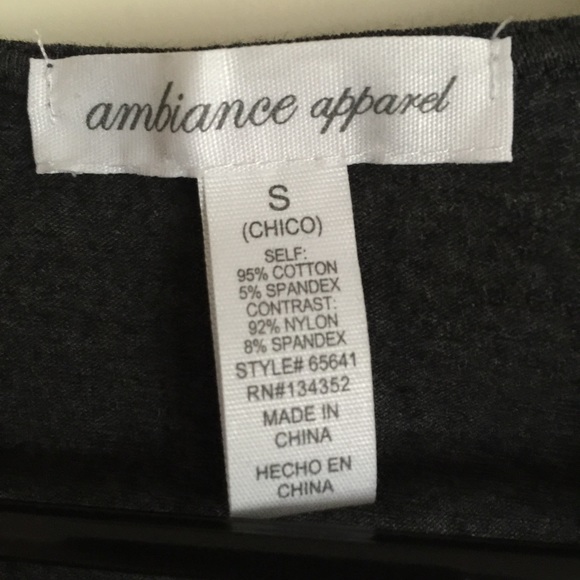 ambiance apparel
S
(CHICO)
SELF:
95% COTTON
5% SPANDEX
CONTRAST:
92% NYLON
8% SPANDEX
STYLE# 65641
RN#134352
MADE IN
CHINA
HECHO EN
CHINA